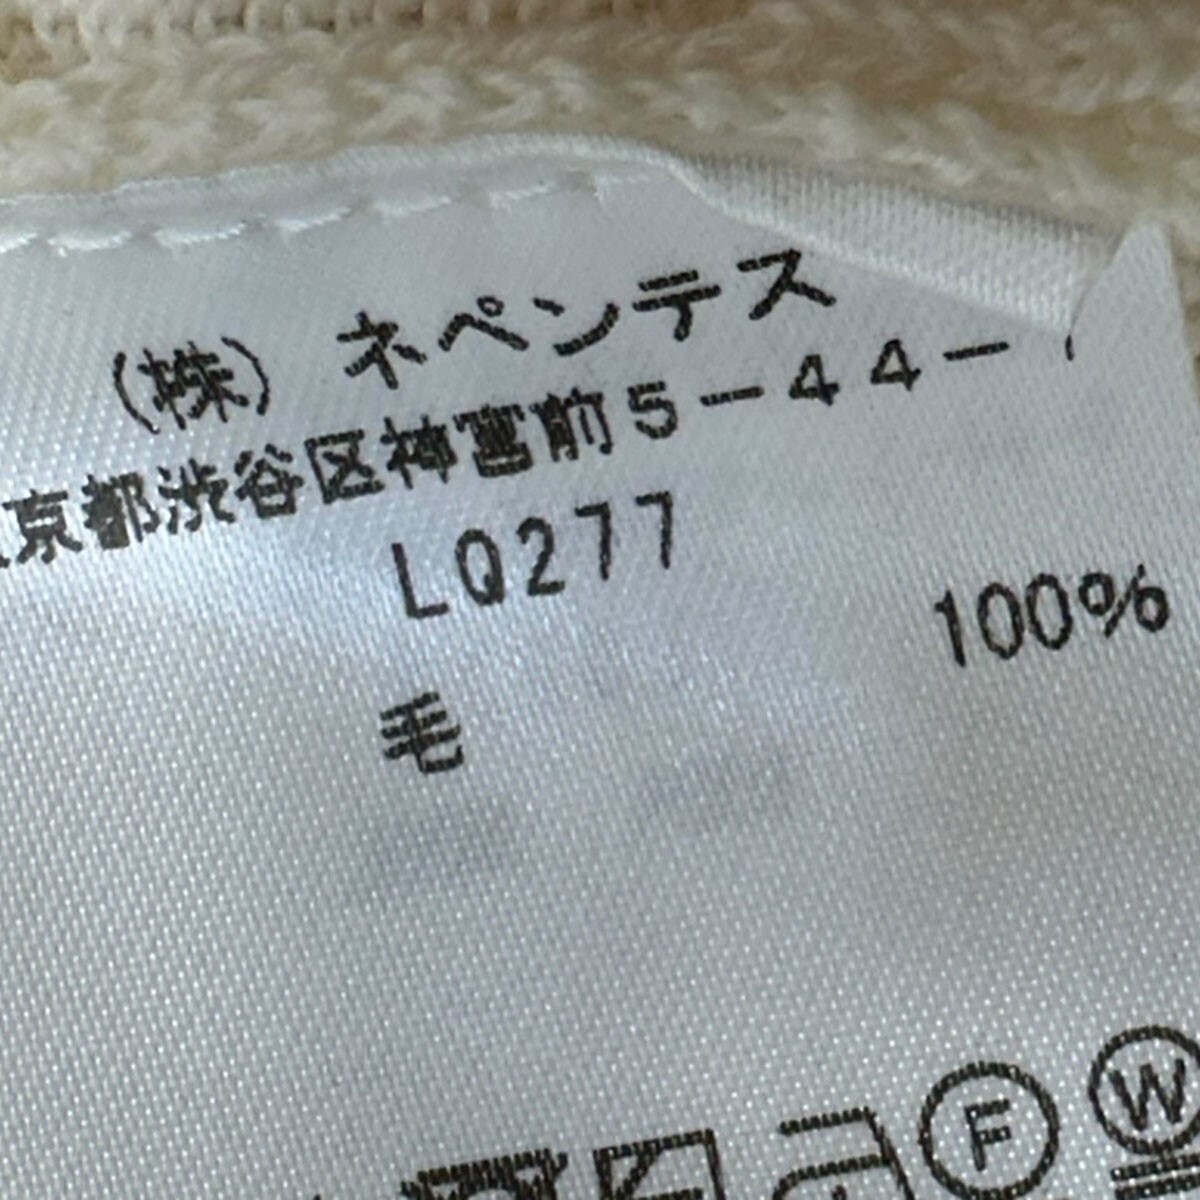 (株) ネペンテス
京都渋谷区神宮前5-44-
LQ277
毛 100%
F W